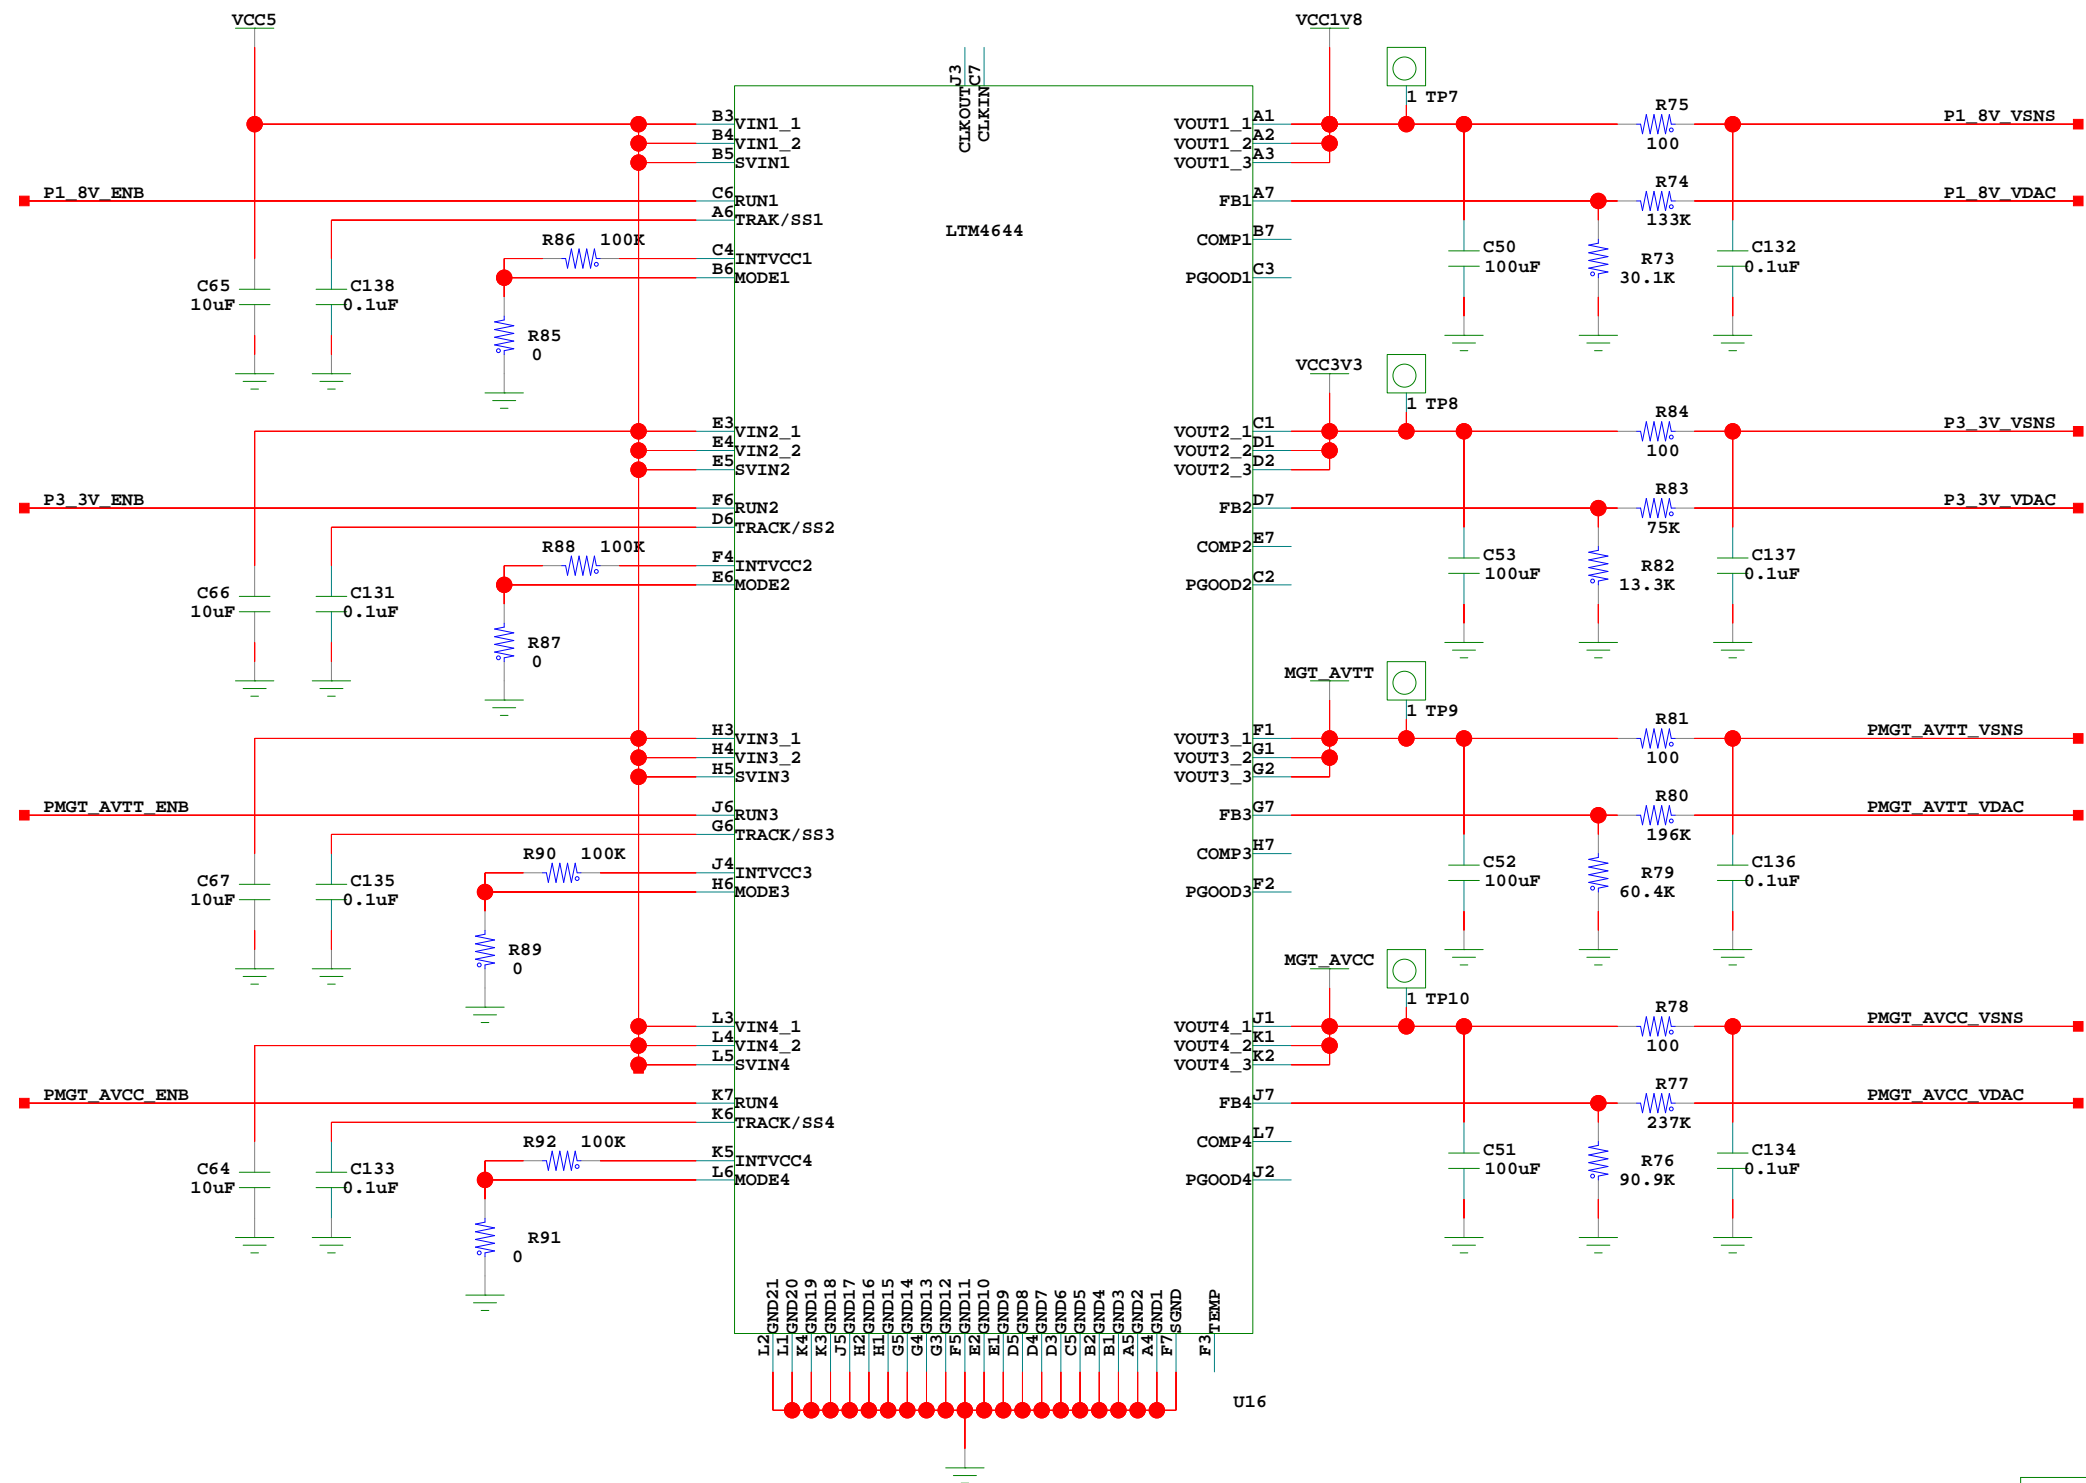 VCC5
VCC1V8
J3
C7
CLKOUT
CLKIN
1 TP7
B3 VIN1_1
B4 VIN1_2
B5 SVIN1
VOUT1_1 A1
VOUT1_2 A2
VOUT1_3 A3
R75
100
P1_8V_VSNS
P1_8V_ENB
C6 RUN1
A6 TRAK/SS1
FB1 A7
R74
133K
P1_8V_VDAC
LTM4644
R86 100K
C4 INTVCC1
B6 MODE1
COMP1 B7
PGOOD1 C3
C50
100uF
R73
30.1K
C132
0.1uF
C65
10uF
C138
0.1uF
R85
0
VCC3V3
1 TP8
E3 VIN2_1
E4 VIN2_2
E5 SVIN2
VOUT2_1 C1
VOUT2_2 D1
VOUT2_3 D2
R84
100
P3_3V_VSNS
P3_3V_ENB
F6 RUN2
D6 TRACK/SS2
FB2 D7
R83
75K
P3_3V_VDAC
R88 100K
F4 INTVCC2
E6 MODE2
COMP2 E7
PGOOD2 C2
C53
100uF
R82
13.3K
C137
0.1uF
C66
10uF
C131
0.1uF
R87
0
MGT_AVTT
1 TP9
H3 VIN3_1
H4 VIN3_2
H5 SVIN3
VOUT3_1 F1
VOUT3_2 G1
VOUT3_3 G2
R81
100
PMGT_AVTT_VSNS
PMGT_AVTT_ENB
J6 RUN3
G6 TRACK/SS3
FB3 G7
R80
196K
PMGT_AVTT_VDAC
R90 100K
J4 INTVCC3
H6 MODE3
COMP3 H7
PGOOD3 F2
C52
100uF
R79
60.4K
C136
0.1uF
C67
10uF
C135
0.1uF
R89
0
MGT_AVCC
1 TP10
L3 VIN4_1
L4 VIN4_2
L5 SVIN4
VOUT4_1 J1
VOUT4_2 K1
VOUT4_3 K2
R78
100
PMGT_AVCC_VSNS
PMGT_AVCC_ENB
K7 RUN4
K6 TRACK/SS4
FB4 J7
R77
237K
PMGT_AVCC_VDAC
R92 100K
K5 INTVCC4
L6 MODE4
COMP4 L7
PGOOD4 J2
C51
100uF
R76
90.9K
C134
0.1uF
C64
10uF
C133
0.1uF
R91
0
L2 GND21
L1 GND20
K4 GND19
K3 GND18
J5 GND17
H2 GND16
H1 GND15
G5 GND14
G4 GND13
G3 GND12
F5 GND11
E2 GND10
E1 GND9
D5 GND8
D4 GND7
D3 GND6
C5 GND5
B2 GND4
B1 GND3
A5 GND2
A4 GND1
F7 SGND
F3 TEMP
U16